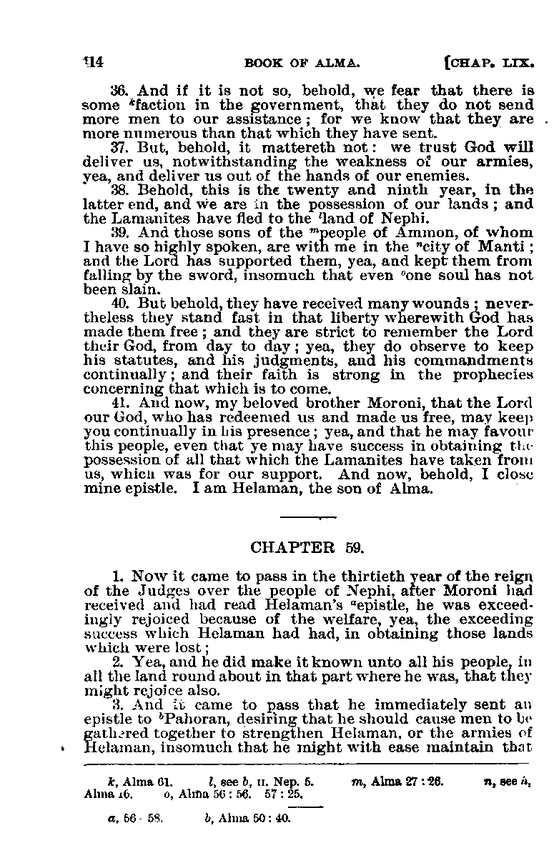 414 BOOK OF ALMA. [CHAP. LIX.
36. And if it is not so, behold, we fear that there is
some ᵏfaction in the government, that they do not send
more men to our assistance; for we know that they are
more numerous than that which they have sent.
37. But, behold, it mattereth not: we trust God will
deliver us, notwithstanding the weakness of our armies,
yea, and deliver us out of the hands of our enemies.
38. Behold, this is the twenty and ninth year, in the
latter end, and we are in the possession of our lands; and
the Lamanites have fled to the ˡland of Nephi.
39. And those sons of the ᵐpeople of Ammon, of whom
I have so highly spoken, are with me in the ⁿcity of Manti;
and the Lord has supported them, yea, and kept them from
falling by the sword, insomuch that even ᵒone soul has not
been slain.
40. But behold, they have received many wounds; never-
theless they stand fast in that liberty wherewith God has
made them free; and they are strict to remember the Lord
their God, from day to day; yea, they do observe to keep
his statutes, and his judgments, and his commandments
continually; and their faith is strong in the prophecies
concerning that which is to come.
41. And now, my beloved brother Moroni, that the Lord
our God, who has redeemed us and made us free, may keep
you continually in his presence; yea, and that he may favour
this people, even that ye may have success in obtaining the
possession of all that which the Lamanites have taken from
us, which was for our support. And now, behold, I close
mine epistle. I am Helaman, the son of Alma.
CHAPTER 59.
1. Now it came to pass in the thirtieth year of the reign
of the Judges over the people of Nephi, after Moroni had
received and had read Helaman's ᵃepistle, he was exceed-
ingly rejoiced because of the welfare, yea, the exceeding
success which Helaman had had, in obtaining those lands
which were lost;
2. Yea, and he did make it known unto all his people, in
all the land round about in that part where he was, that they
might rejoice also.
3. And it came to pass that he immediately sent an
epistle to ᵇPahoran, desiring that he should cause men to be
gathered together to strengthen Helaman, or the armies of
Helaman, insomuch that he might with ease maintain that
k, Alma 61. l, see b, II. Nep. 5. m, Alma 27:26. n, see h,
Alma 16. o, Alma 56:56. 57:25.
a, 56-58. b, Alma 50:40.